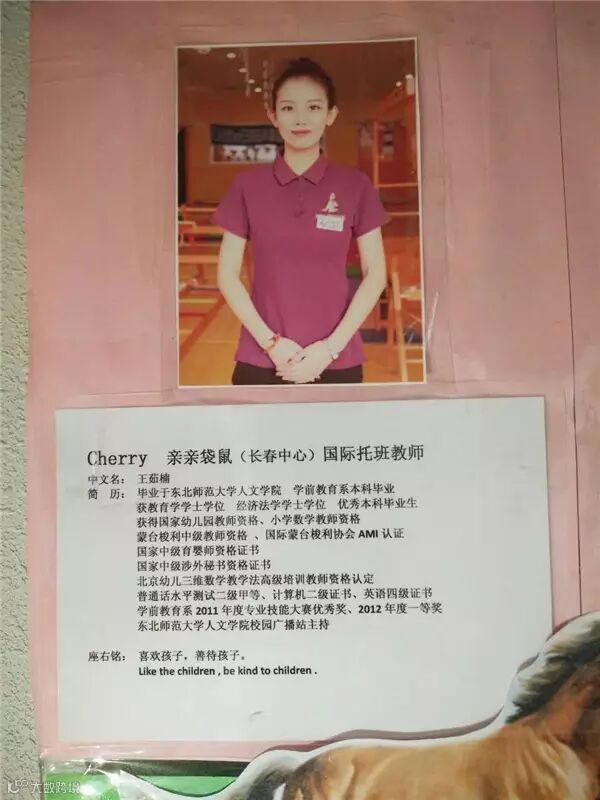 Cherry 亲亲袋鼠（长春中心）国际托班教师
中文名： 王茹楠
简 历： 毕业于东北师范大学人文学院 学前教育系本科毕业
获教育学学士学位 经济法学学士学位 优秀本科毕业生
获得国家幼儿园教师资格、小学数学教师资格
蒙台梭利中级教师资格 、国际蒙台梭利协会 AMI 认证
国家中级育婴师资格证书
国家中级涉外秘书资格证书
北京幼儿三维数学教学法高级培训教师资格认定
普通话水平测试二级甲等、计算机二级证书、英语四级证书
学前教育系 2011 年度专业技能大赛优秀奖、2012 年度一等奖
东北师范大学人文学院校园广播站主持
座右铭： 喜欢孩子，善待孩子。
Like the children , be kind to children .
大数跨境